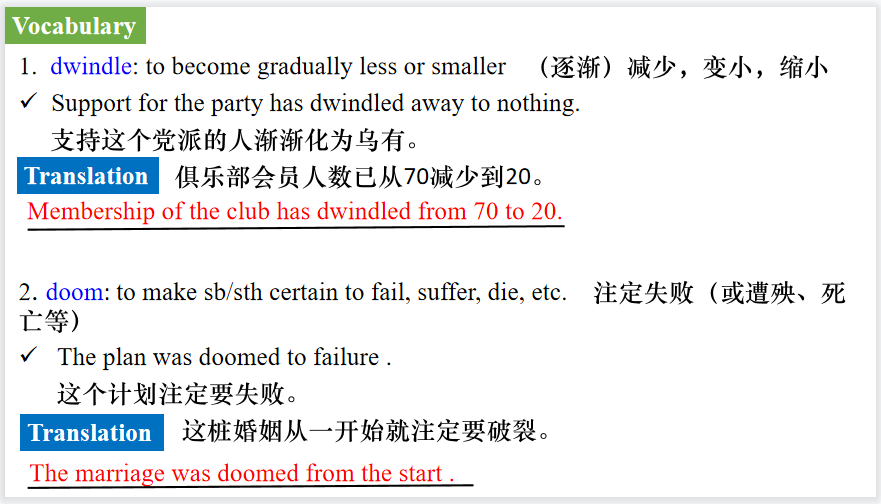 Vocabulary
1. dwindle: to become gradually less or smaller （逐渐）减少，变小，缩小
✓ Support for the party has dwindled away to nothing.
支持这个党派的人渐渐化为乌有。
Translation 俱乐部会员人数已从70减少到20。
Membership of the club has dwindled from 70 to 20.
2. doom: to make sb/sth certain to fail, suffer, die, etc. 注定失败（或遭殃、死
亡等）
✓ The plan was doomed to failure .
这个计划注定要失败。
Translation 这桩婚姻从一开始就注定要破裂。
The marriage was doomed from the start .